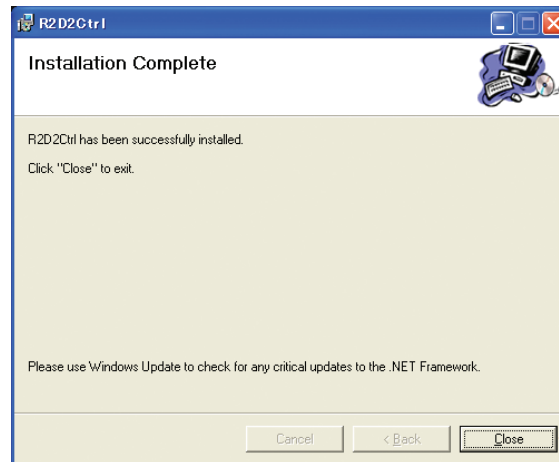 R2D2Ctrl
Installation Complete
R2D2Ctrl has been successfully installed.
Click "Close" to exit.
Please use Windows Update to check for any critical updates to the .NET Framework.
Cancel
< Back
Close